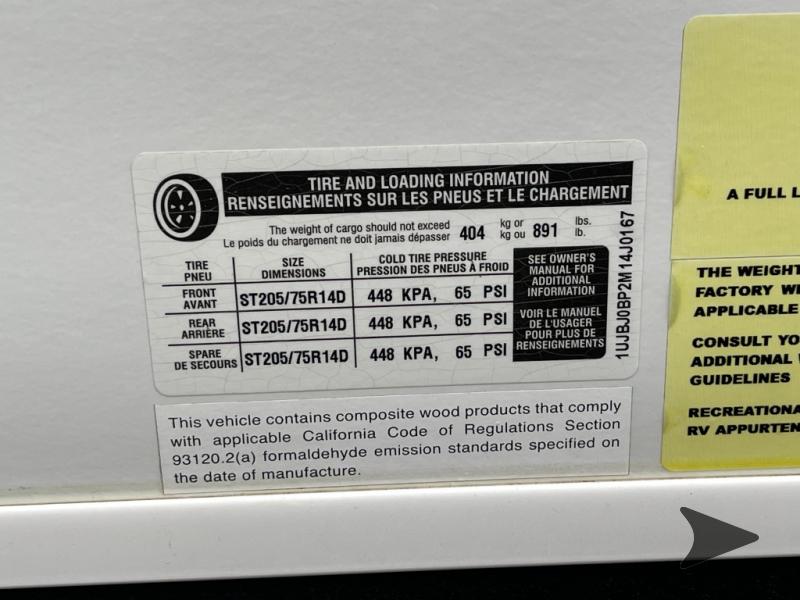 TIRE AND LOADING INFORMATION
RENSEIGNEMENTS SUR LES PNEUS ET LE CHARGEMENT
The weight of cargo should not exceed 404 kg or 891 lbs.
Le poids du chargement ne doit jamais dépasser kg ou lb.
TIRE PNEU SIZE DIMENSIONS COLD TIRE PRESSURE PRESSION DES PNEUS À FROID
FRONT AVANT ST205/75R14D 448 KPA, 65 PSI
REAR ARRIÈRE ST205/75R14D 448 KPA, 65 PSI
SPARE DE SECOURS ST205/75R14D 448 KPA, 65 PSI
SEE OWNER'S
MANUAL FOR
ADDITIONAL
INFORMATION
VOIR LE MANUEL
DE L'USAGER
POUR PLUS DE
RENSEIGNEMENTS
1UJBJ0BP2M14J0167
This vehicle contains composite wood products that comply
with applicable California Code of Regulations Section
93120.2(a) formaldehyde emission standards specified on
the date of manufacture.
A FULL
THE WEIGHT
FACTORY
APPLICABLE
CONSULT
ADDITIONAL
GUIDELINES
RV